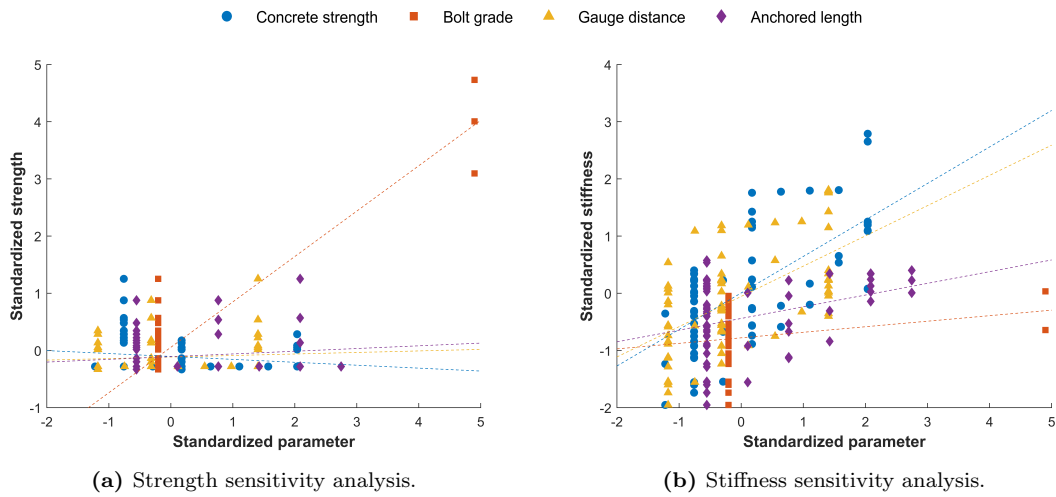 Concrete strength Bolt grade Gauge distance Anchored length
5
4
3
2
1
0
-1
-2 -1 0 1 2 3 4 5
Standardized strength
Standardized parameter
4
3
2
1
0
-1
-2
-2 -1 0 1 2 3 4 5
Standardized stiffness
Standardized parameter
(a) Strength sensitivity analysis.
(b) Stiffness sensitivity analysis.